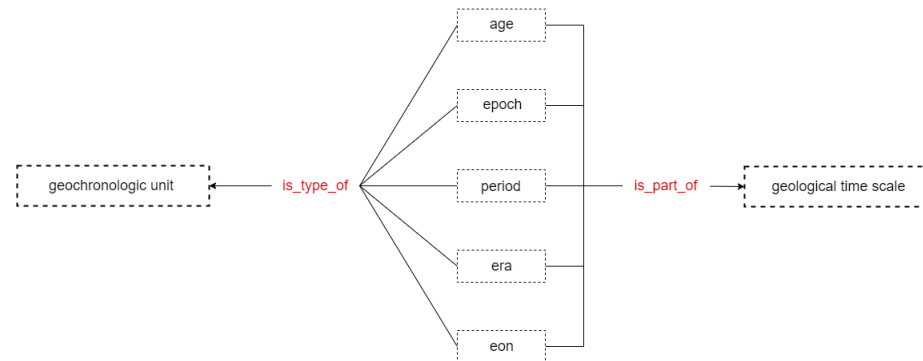 age
epoch
geochronologic unit
is_type_of
period
is_part_of
geological time scale
era
eon